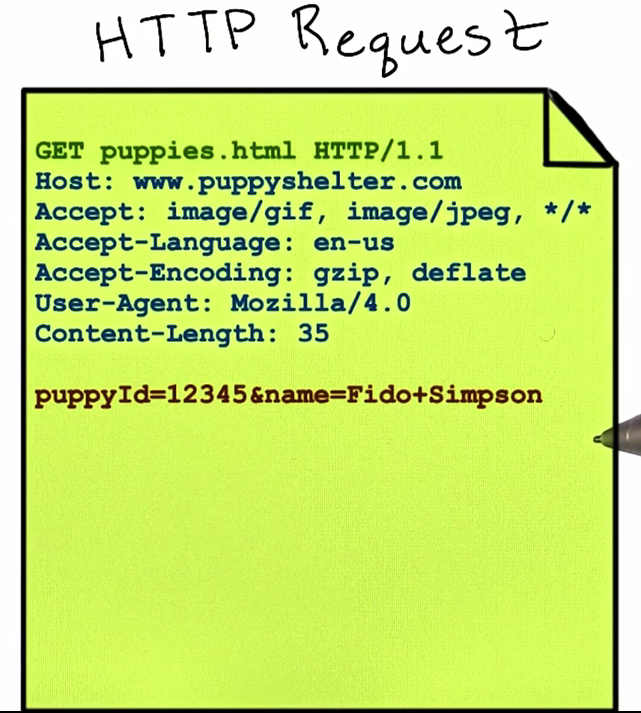 HTTP Request
GET puppies.html HTTP/1.1
Host: www.puppyshelter.com
Accept: image/gif, image/jpeg, */*
Accept-Language: en-us
Accept-Encoding: gzip, deflate
User-Agent: Mozilla/4.0
Content-Length: 35
puppyId=12345&name=Fido+Simpson